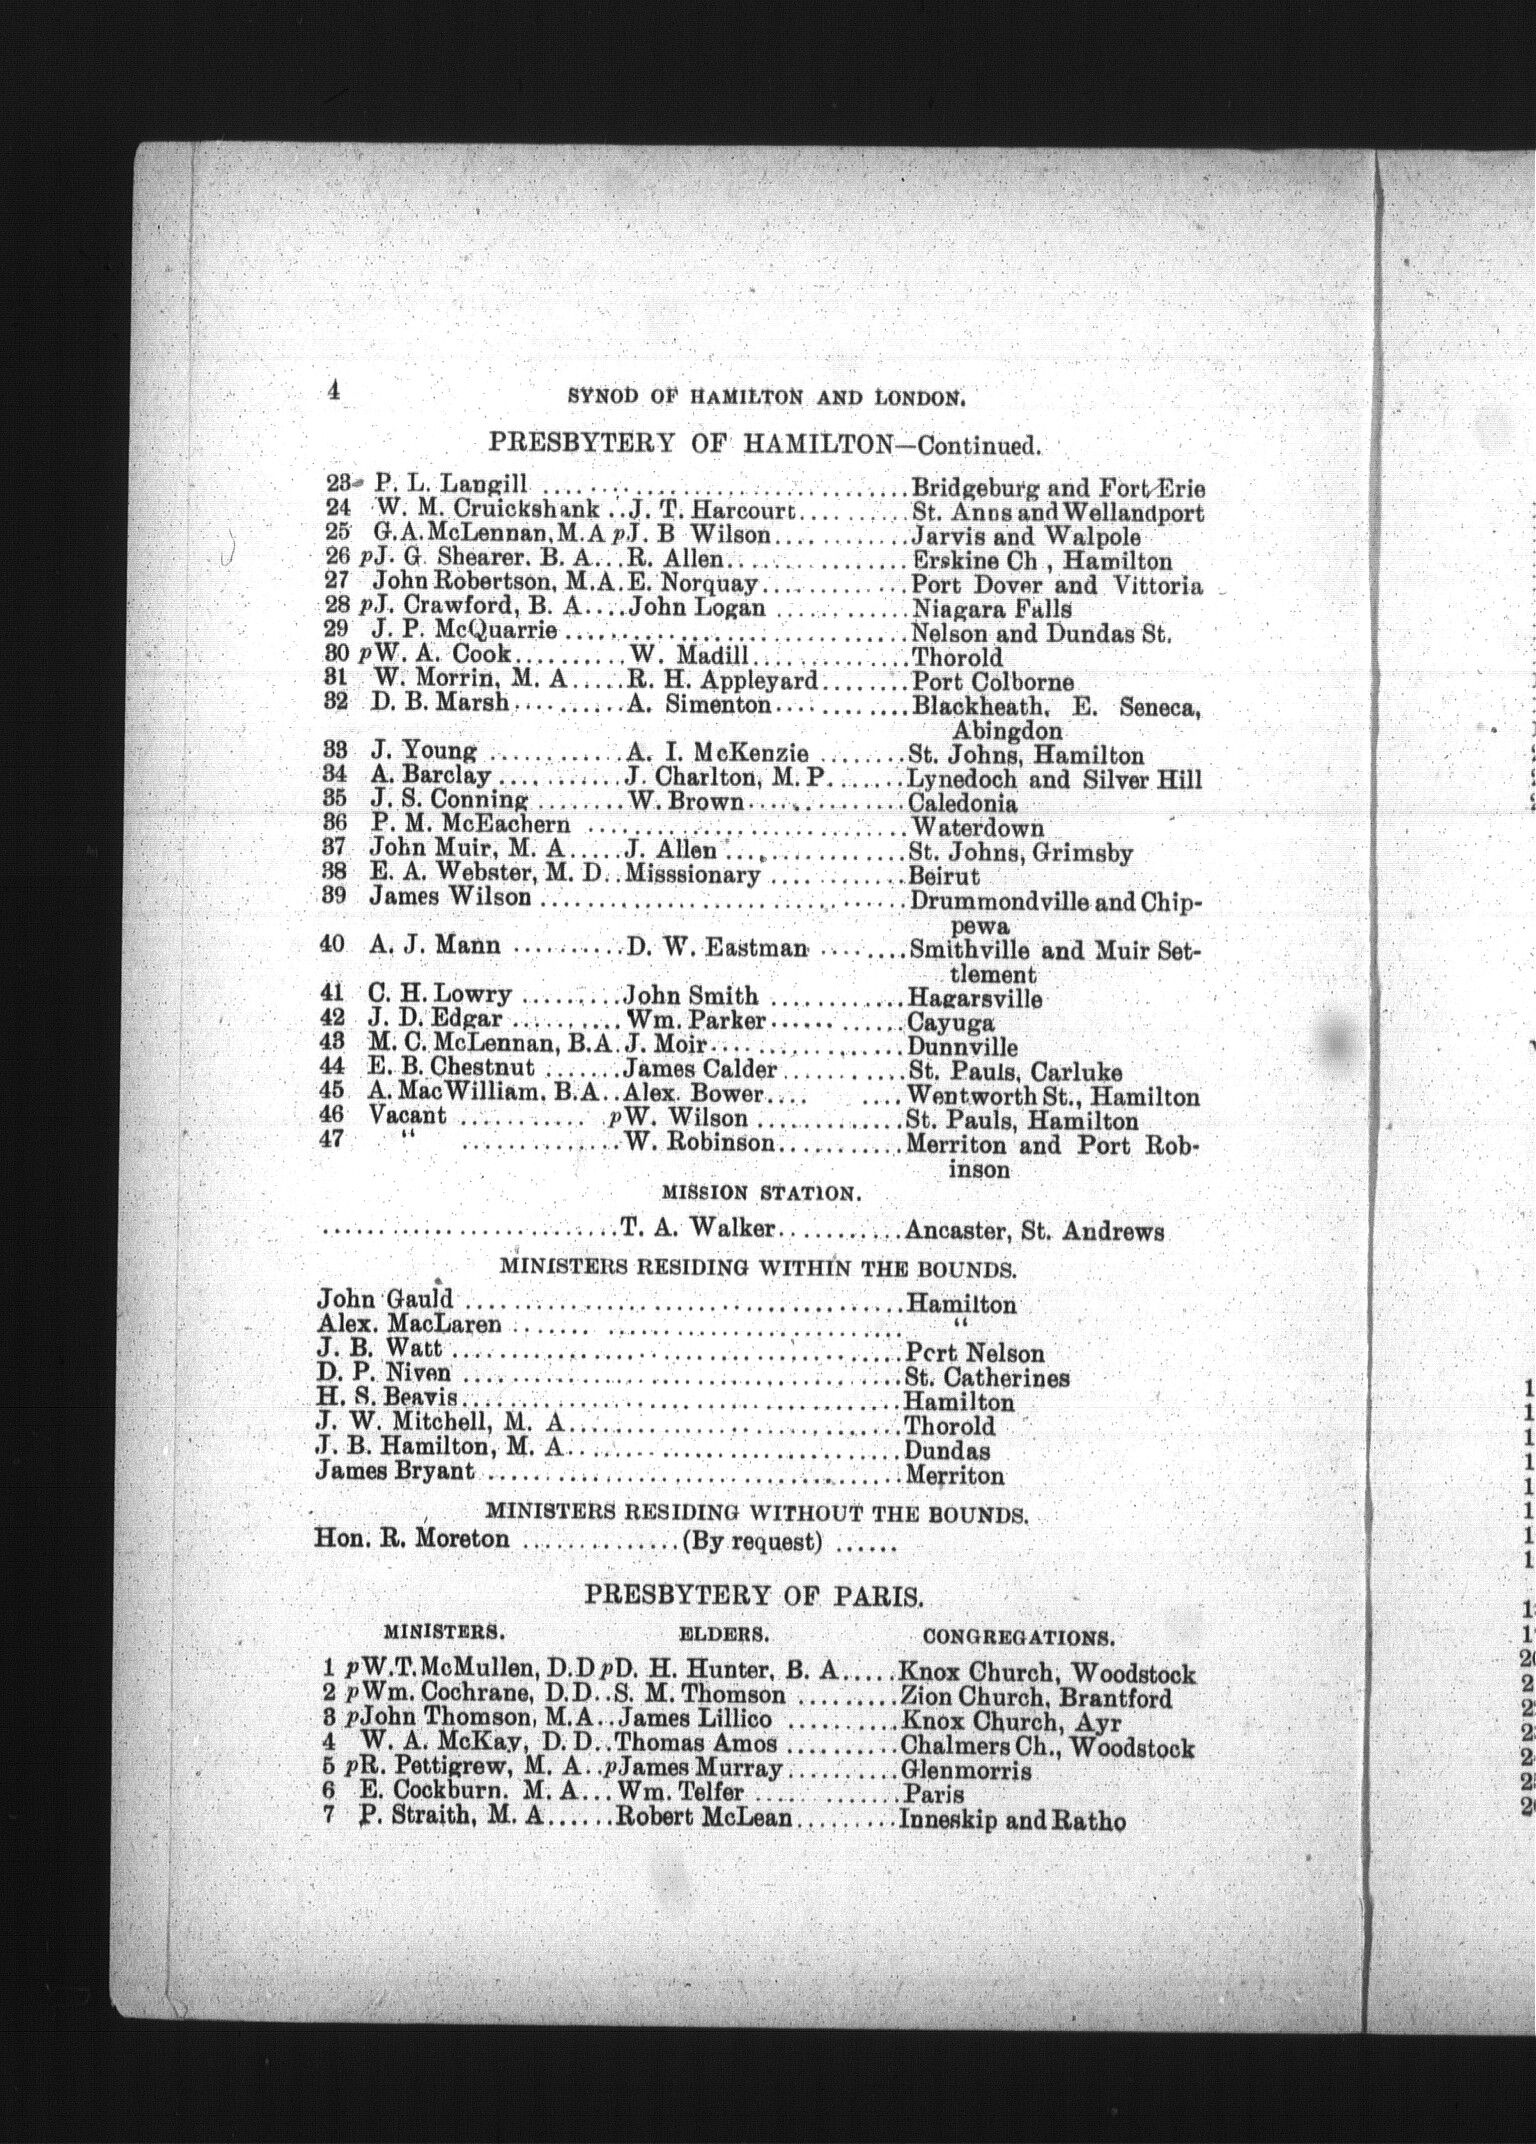 4 SYNOD OF HAMILTON AND LONDON.
PRESBYTERY OF HAMILTON—Continued.
23 P. L. Langill ................................ Bridgeburg and Fort Erie
24 W. M. Cruickshank ..J. T. Harcourt.......... St. Anns and Wellandport
25 G. A. McLennan, M.A pJ. B Wilson........... Jarvis and Walpole
26 pJ. G. Shearer. B. A...R. Allen............... Erskine Ch , Hamilton
27 John Robertson, M.A.E. Norquay............ Port Dover and Vittoria
28 pJ. Crawford, B. A....John Logan ........... Niagara Falls
29 J. P. McQuarrie ............................. Nelson and Dundas St.
30 pW. A. Cook..........W. Madill............. Thorold
31 W. Morrin, M. A.....R. H. Appleyard........ Port Colborne
32 D. B. Marsh..........A. Simenton........... Blackheath, E. Seneca,
Abingdon
33 J. Young ............A. I. McKenzie ........ St. Johns, Hamilton
34 A. Barclay...........J. Charlton, M. P....... Lynedoch and Silver Hill
35 J. S. Conning ........W. Brown............. Caledonia
36 P. M. McEachern ........................... Waterdown
37 John Muir, M. A.....J. Allen ............... St. Johns, Grimsby
38 E. A. Webster, M. D..Misssionary ............ Beirut
39 James Wilson ............................... Drummondville and Chip-
pewa
40 A. J. Mann ..........D. W. Eastman ........ Smithville and Muir Set-
tlement
41 C. H. Lowry .........John Smith ............ Hagarsville
42 J. D. Edgar ..........Wm. Parker............ Cayuga
43 M. C. McLennan, B.A.J. Moir................ Dunnville
44 E. B. Chestnut .......James Calder........... St. Pauls, Carluke
45 A. MacWilliam. B.A..Alex. Bower.... .... Wentworth St., Hamilton
46 Vacant ........... pW. Wilson ............. St. Pauls, Hamilton
47 “ ..............W. Robinson........... Merriton and Port Rob-
inson
MISSION STATION.
...........................T. A. Walker........... Ancaster, St. Andrews
MINISTERS RESIDING WITHIN THE BOUNDS.
John Gauld ...................................... Hamilton
Alex. MacLaren ....... ......................... “
J. B. Watt ....................................... Port Nelson
D. P. Niven ...................................... St. Catherines
H. S. Beavis...................................... Hamilton
J. W. Mitchell, M. A.............................. Thorold
J. B. Hamilton, M. A.............................. Dundas
James Bryant .................................... Merriton
MINISTERS RESIDING WITHOUT THE BOUNDS.
Hon. R. Moreton ..............(By request) ......
PRESBYTERY OF PARIS.
MINISTERS. ELDERS. CONGREGATIONS.
1 pW. T. McMullen, D.D pD. H. Hunter, B. A..... Knox Church, Woodstock
2 pWm. Cochrane, D.D..S. M. Thomson ......... Zion Church, Brantford
3 pJohn Thomson, M.A..James Lillico .......... Knox Church, Ayr
4 W. A. McKay, D. D..Thomas Amos .......... Chalmers Ch., Woodstock
5 pR. Pettigrew, M. A..pJames Murray.......... Glenmorris
6 E. Cockburn. M. A...Wm. Telfer ............. Paris
7 P. Straith, M. A......Robert McLean......... Inneskip and Ratho